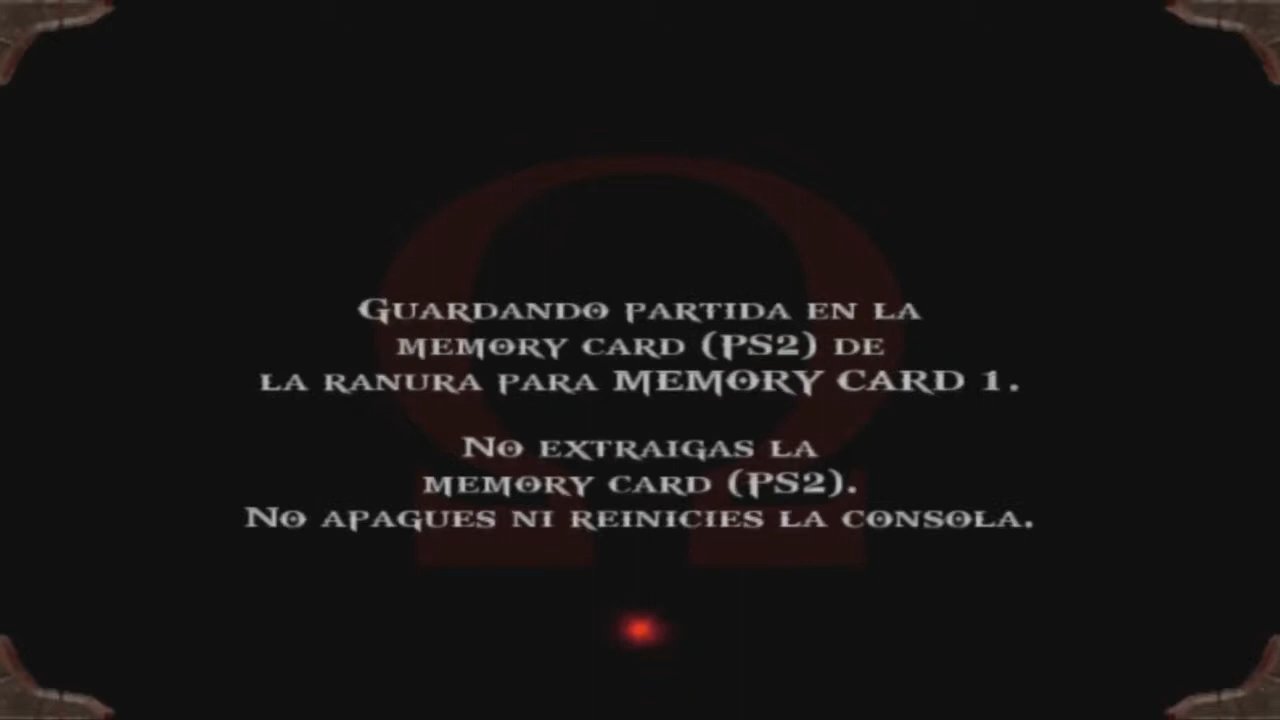 Guardando partida en la
memory card (PS2) de
la ranura para MEMORY CARD 1.
No extraigas la
memory card (PS2).
No apagues ni reinicies la consola.